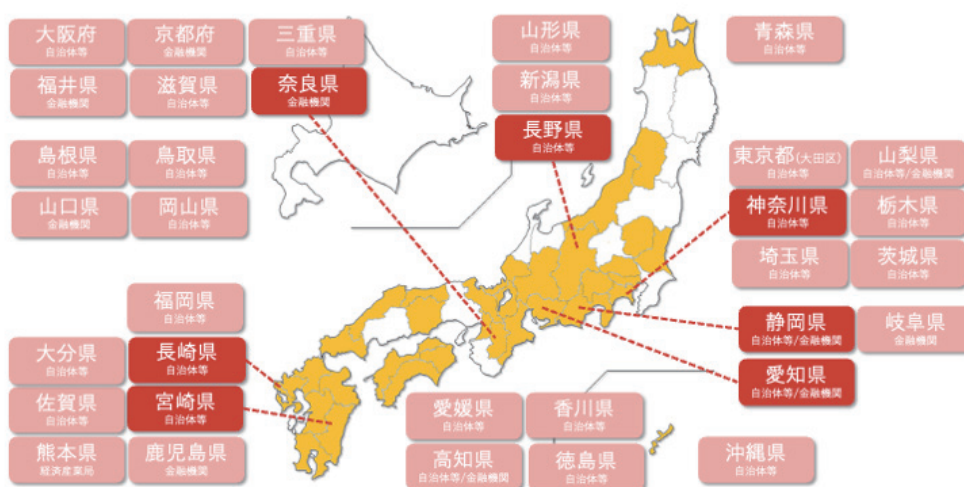 大阪府
自治体等
京都府
金融機関
三重県
自治体等
福井県
金融機関
滋賀県
自治体等
奈良県
金融機関
島根県
自治体等
鳥取県
自治体等
山口県
金融機関
岡山県
自治体等
山形県
自治体等
新潟県
自治体等
長野県
自治体等
青森県
自治体等
東京都(大田区)
自治体等
山梨県
自治体等/金融機関
神奈川県
自治体等
栃木県
自治体等
埼玉県
自治体等
茨城県
自治体等
静岡県
自治体等/金融機関
岐阜県
金融機関
愛知県
自治体等/金融機関
福岡県
自治体等
大分県
自治体等
長崎県
自治体等
佐賀県
自治体等
宮崎県
自治体等
熊本県
経済産業局
鹿児島県
金融機関
愛媛県
自治体等
香川県
自治体等
高知県
自治体等/金融機関
徳島県
自治体等
沖縄県
自治体等